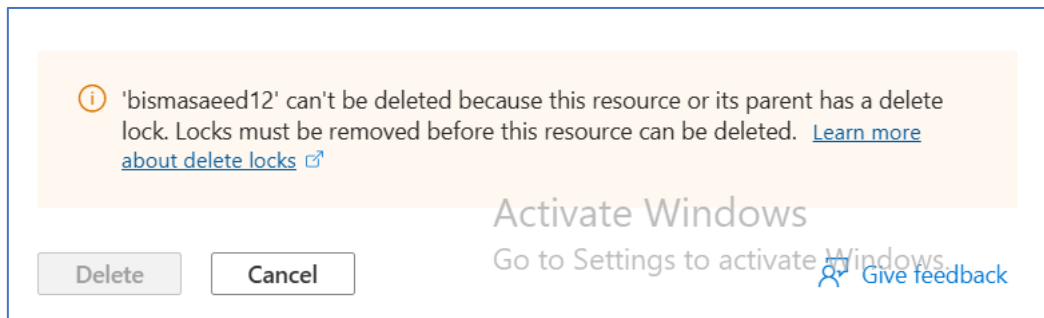 'bismasaeed12' can't be deleted because this resource or its parent has a delete
lock. Locks must be removed before this resource can be deleted. Learn more
about delete locks
Activate Windows
Go to Settings to activate Windows.
Delete
Cancel
Give feedback